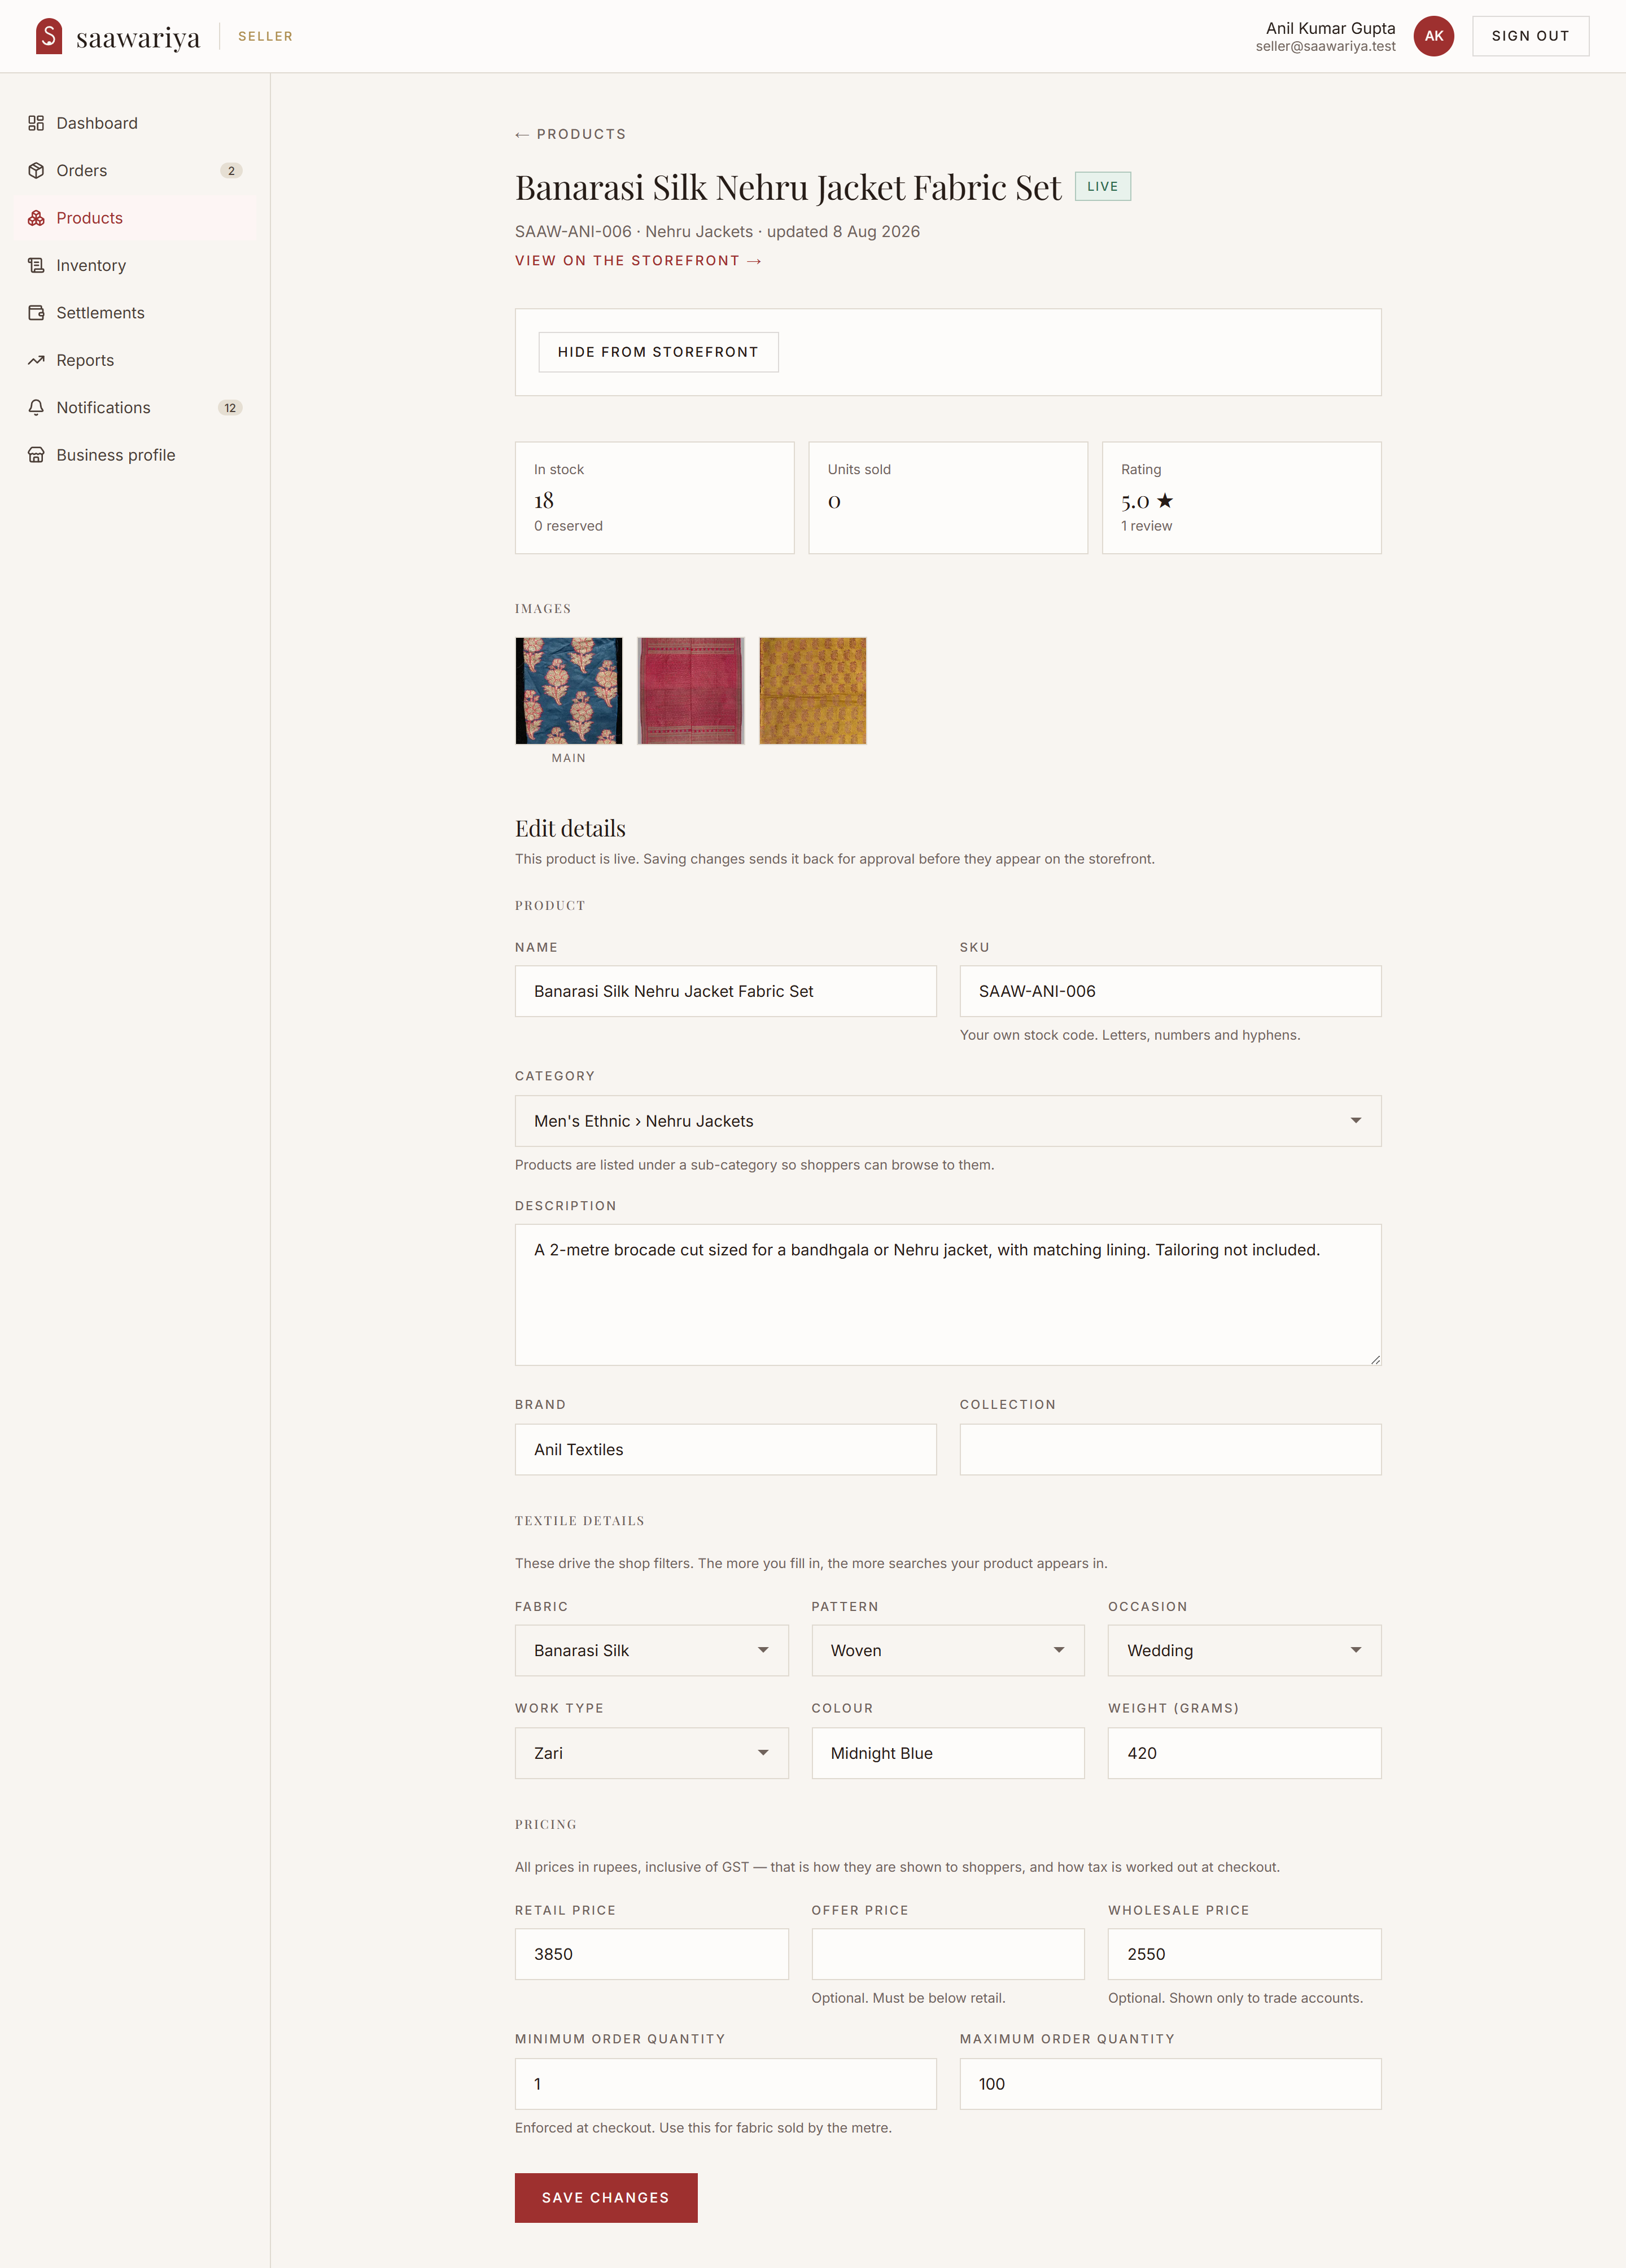 saawariya
SELLER
Anil Kumar Gupta
seller@saawariya.test
AK
SIGN OUT
Dashboard
Orders 2
Products
Inventory
Settlements
Reports
Notifications 12
Business profile
← PRODUCTS
Banarasi Silk Nehru Jacket Fabric Set LIVE
SAAW-ANI-006 · Nehru Jackets · updated 8 Aug 2026
VIEW ON THE STOREFRONT →
HIDE FROM STOREFRONT
In stock
18
0 reserved
Units sold
0
Rating
5.0 ★
1 review
IMAGES
MAIN
Edit details
This product is live. Saving changes sends it back for approval before they appear on the storefront.
PRODUCT
NAME
Banarasi Silk Nehru Jacket Fabric Set
SKU
SAAW-ANI-006
Your own stock code. Letters, numbers and hyphens.
CATEGORY
Men's Ethnic › Nehru Jackets
Products are listed under a sub-category so shoppers can browse to them.
DESCRIPTION
A 2-metre brocade cut sized for a bandhgala or Nehru jacket, with matching lining. Tailoring not included.
BRAND
Anil Textiles
COLLECTION
TEXTILE DETAILS
These drive the shop filters. The more you fill in, the more searches your product appears in.
FABRIC
Banarasi Silk
PATTERN
Woven
OCCASION
Wedding
WORK TYPE
Zari
COLOUR
Midnight Blue
WEIGHT (GRAMS)
420
PRICING
All prices in rupees, inclusive of GST — that is how they are shown to shoppers, and how tax is worked out at checkout.
RETAIL PRICE
3850
OFFER PRICE
Optional. Must be below retail.
WHOLESALE PRICE
2550
Optional. Shown only to trade accounts.
MINIMUM ORDER QUANTITY
1
Enforced at checkout. Use this for fabric sold by the metre.
MAXIMUM ORDER QUANTITY
100
SAVE CHANGES